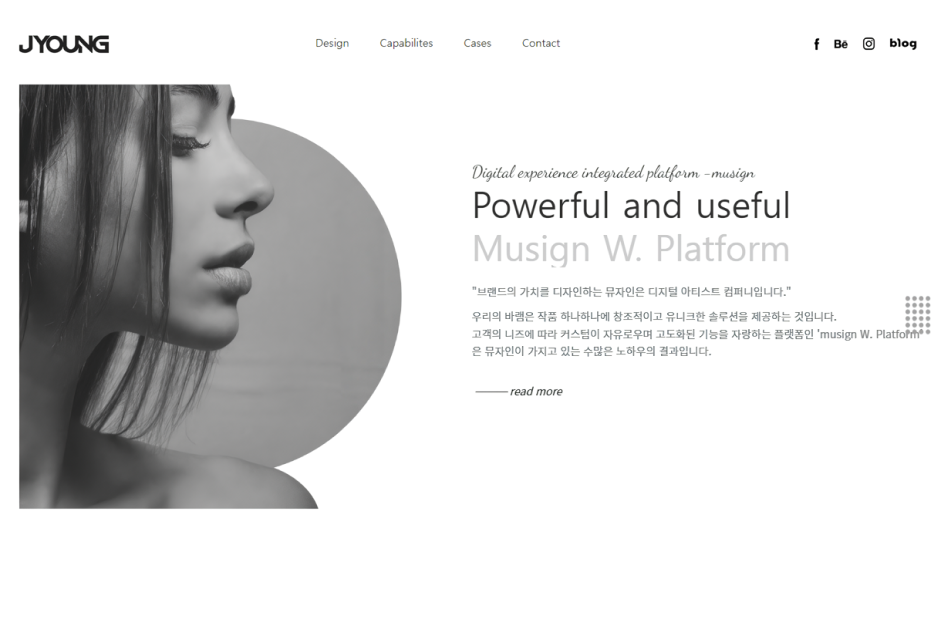 JYOUNG
Design Capabilites Cases Contact
f Bē blog
Digital experience integrated platform -musign
Powerful and useful
Musign W. Platform
"브랜드의 가치를 디자인하는 뮤자인은 디지털 아티스트 컴퍼니입니다."
우리의 바램은 작품 하나하나에 창조적이고 유니크한 솔루션을 제공하는 것입니다.
고객의 니즈에 따라 커스텀이 자유로우며 고도화된 기능을 자랑하는 플랫폼인 'musign W. Platform'
은 뮤자인이 가지고 있는 수많은 노하우의 결과입니다.
read more